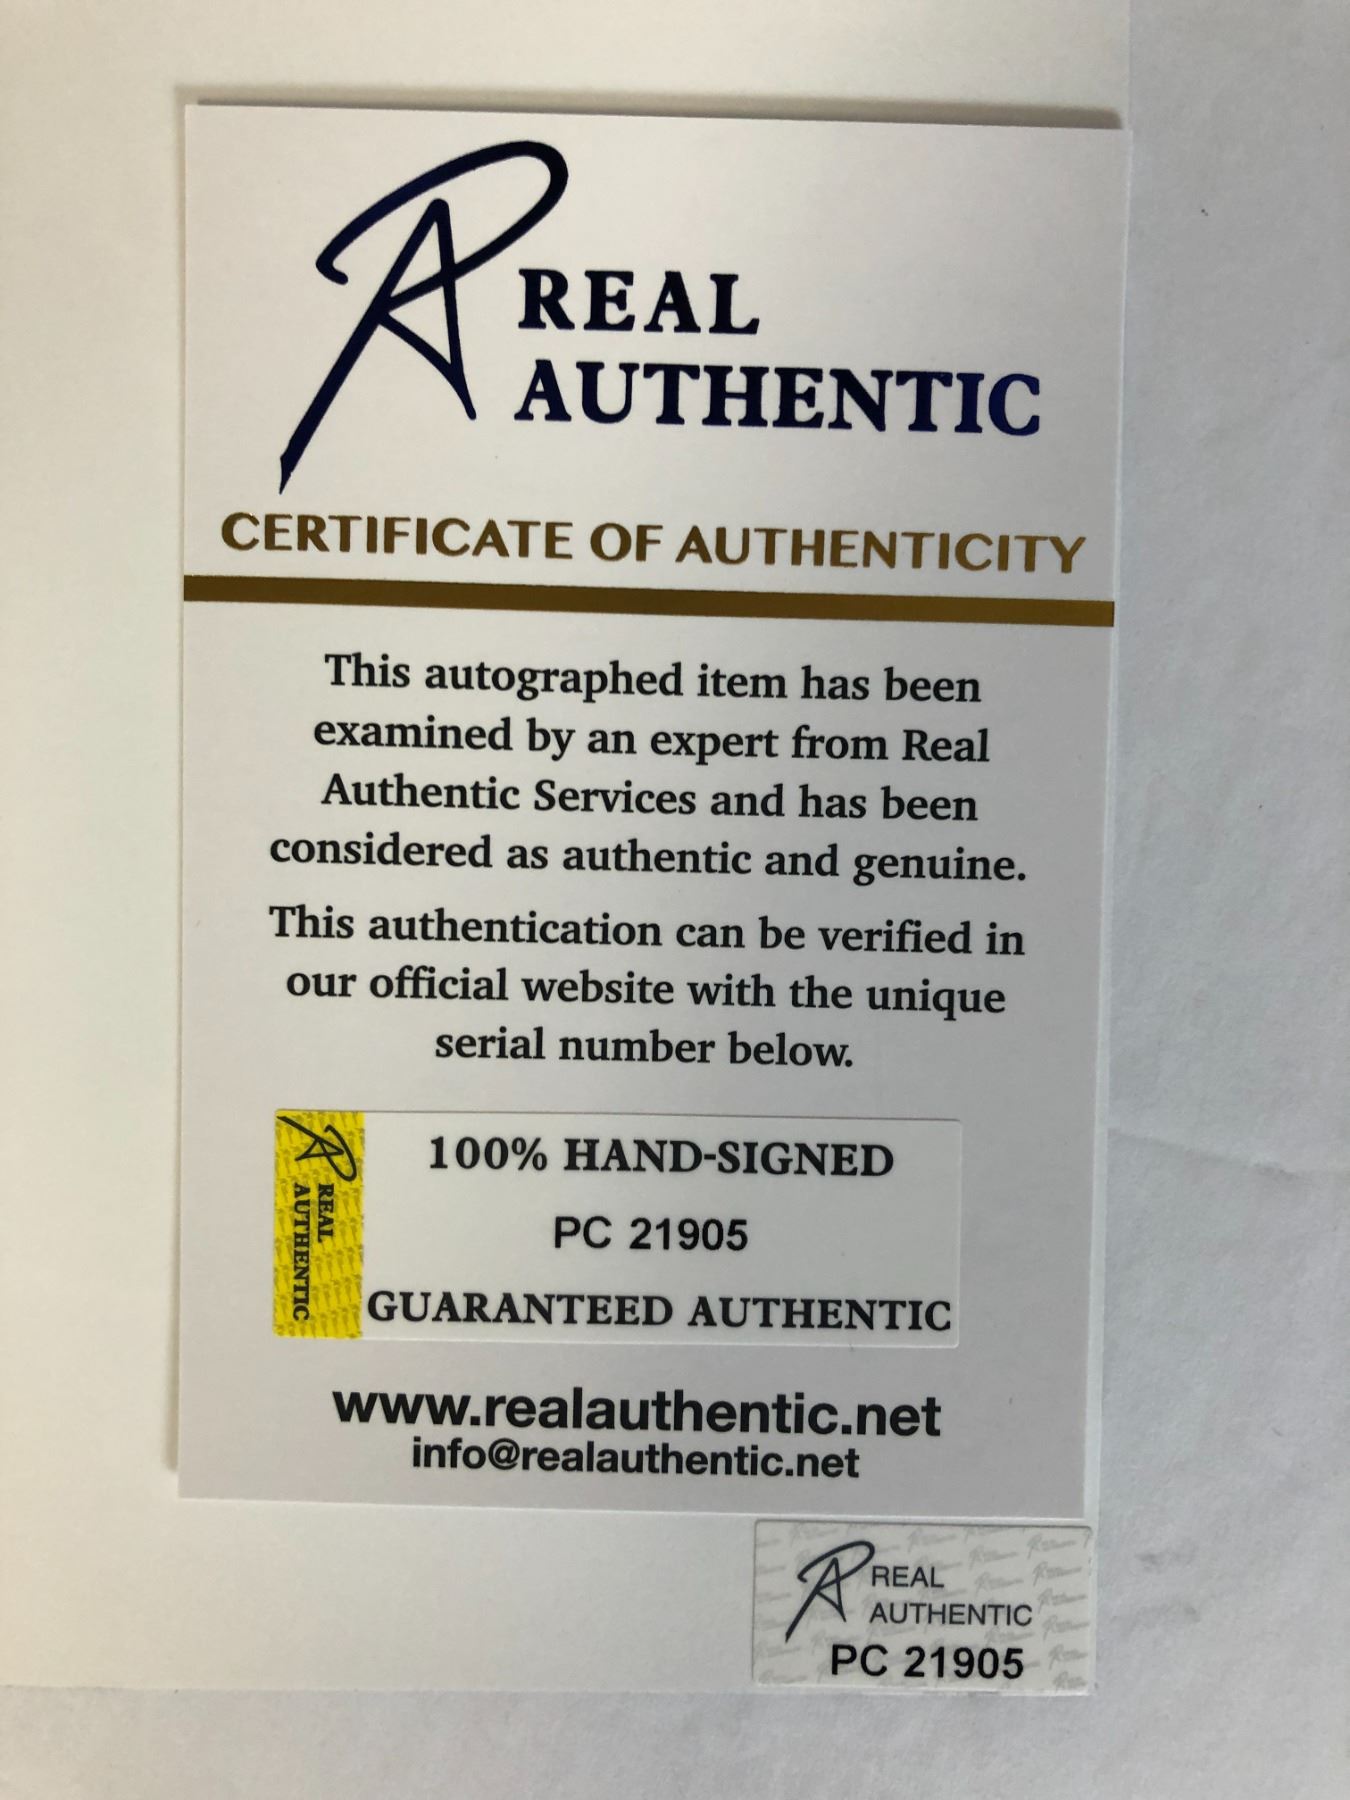 REAL
AUTHENTIC
CERTIFICATE OF AUTHENTICITY
This autographed item has been
examined by an expert from Real
Authentic Services and has been
considered as authentic and genuine.
This authentication can be verified in
our official website with the unique
serial number below.
REAL
AUTHENTIC
100% HAND-SIGNED
PC 21905
GUARANTEED AUTHENTIC
www.realauthentic.net
info@realauthentic.net
REAL
AUTHENTIC
PC 21905